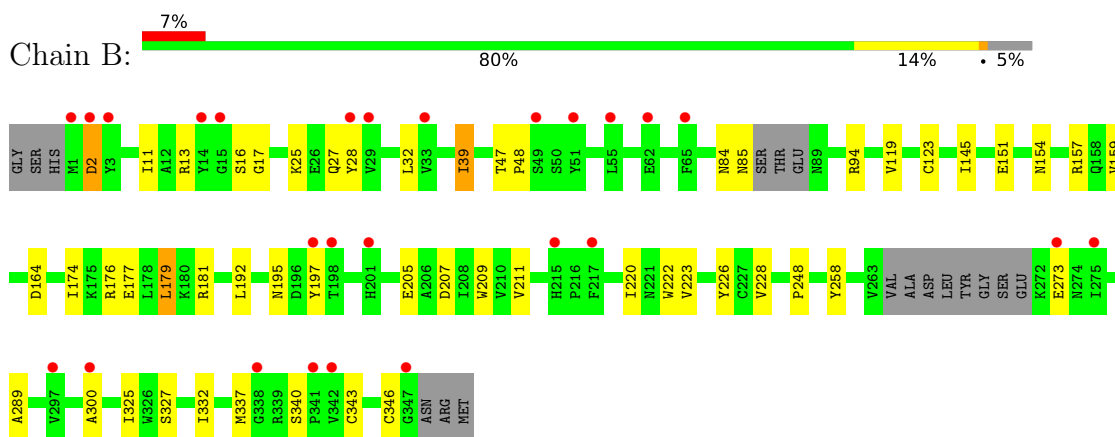 7%
Chain B:
80% 14% • 5%
GLY SER HIS M1 D2 Y3 I11 A12 R13 Y14 G15 S16 G17 K25 E26 Q27 Y28 V29 L32 V33 I39 T47 P48 S49 S50 Y51 L55 E62 F65 N84 N85 SER THR GLU N89 R94 V119 C123 I145 E151 N154 R157 Q158 V159
D164 I174 K175 R176 E177 L178 L179 K180 R181 L192 N195 D196 Y197 T198 H201 E205 A206 D207 I208 W209 V210 V211 H215 P216 F217 I220 N221 W222 V223 Y226 C227 V228 P248 Y258 V263 VAL ALA ASP LEU TYR GLY SER GLU K272 E273 N274 I275
A289 V297 A300 I325 W326 S327 I332 M337 G338 R339 S340 P341 V342 C343 C346 G347 ASN ARG MET